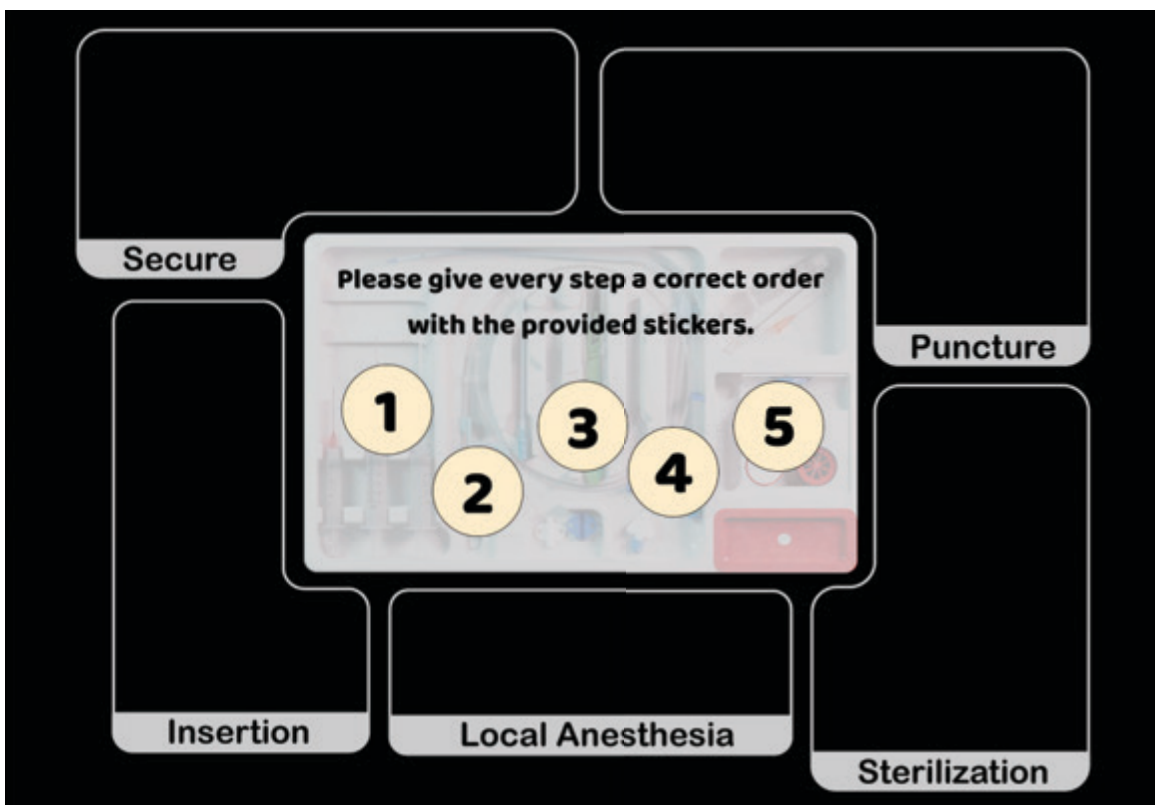 Secure
Puncture
Please give every step a correct order
with the provided stickers.
1
2
3
4
5
Insertion
Local Anesthesia
Sterilization